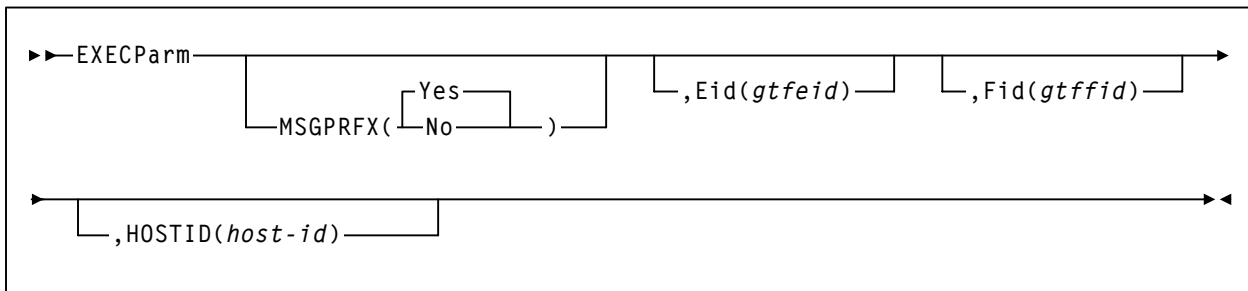 EXECParm
MSGPRFX(
Yes
No
)
,Eid(gtfeid)
,Fid(gtffid)
,HOSTID(host-id)